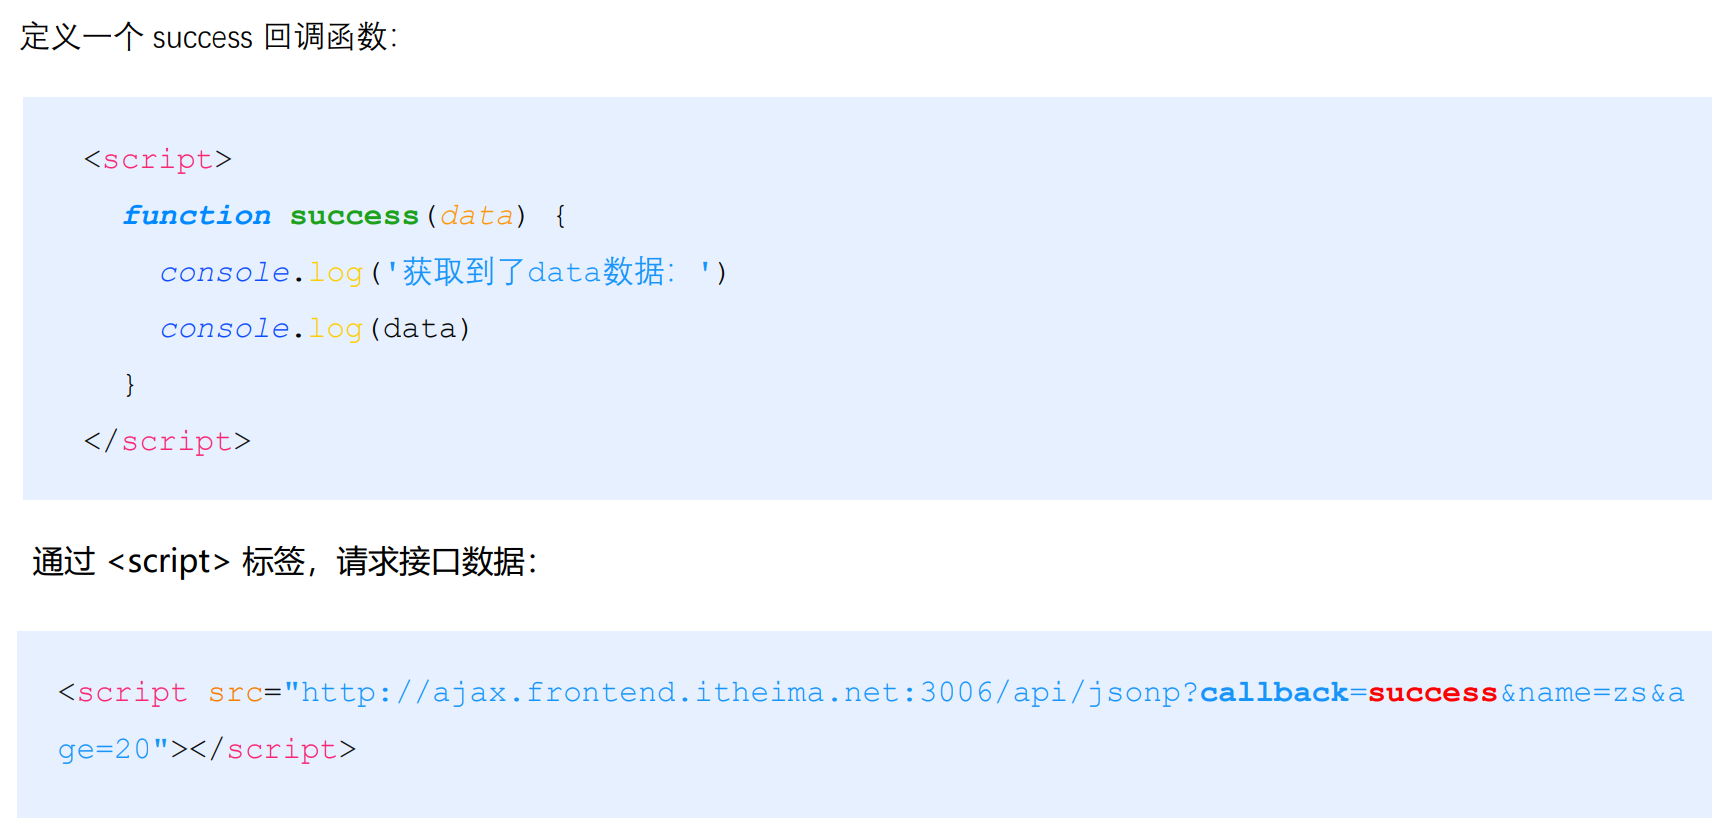 定义一个 success 回调函数：
<script>
  function success(data) {
    console.log('获取到了data数据：')
    console.log(data)
  }
</script>
通过 <script> 标签，请求接口数据：
<script src="http://ajax.frontend.itheima.net:3006/api/jsonp?callback=success&name=zs&a
ge=20"></script>